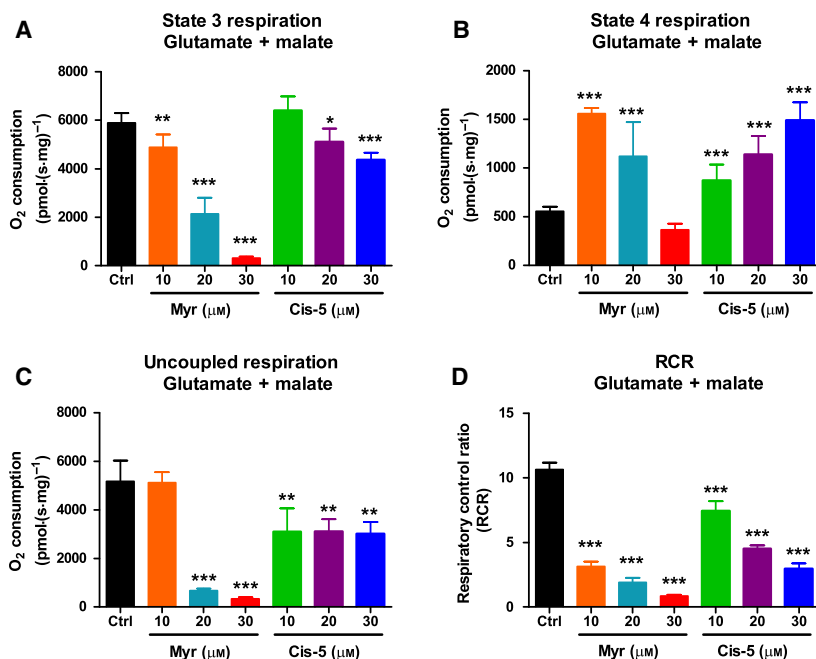 A
State 3 respiration
Glutamate + malate
O₂ consumption
(pmol·(s·mg)⁻¹)
8000
6000
4000
2000
0
**
***
***
*
***
Ctrl 10 20 30 10 20 30
Myr (μM) Cis-5 (μM)
B
State 4 respiration
Glutamate + malate
O₂ consumption
(pmol·(s·mg)⁻¹)
2000
1500
1000
500
0
***
***
***
***
***
Ctrl 10 20 30 10 20 30
Myr (μM) Cis-5 (μM)
C
Uncoupled respiration
Glutamate + malate
O₂ consumption
(pmol·(s·mg)⁻¹)
8000
6000
4000
2000
0
***
***
**
**
**
Ctrl 10 20 30 10 20 30
Myr (μM) Cis-5 (μM)
D
RCR
Glutamate + malate
Respiratory control ratio
(RCR)
15
10
5
0
***
***
***
***
***
***
Ctrl 10 20 30 10 20 30
Myr (μM) Cis-5 (μM)